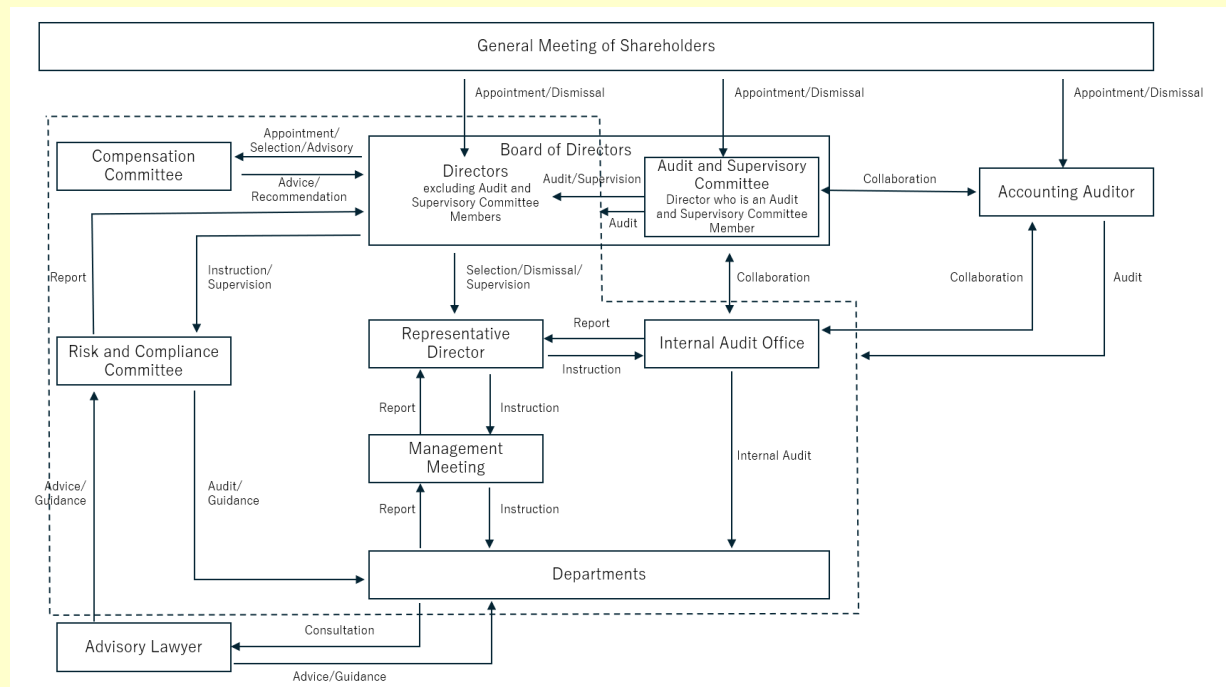 General Meeting of Shareholders
Appointment/Dismissal
Appointment/Dismissal
Appointment/Dismissal
Compensation
Committee
Appointment/
Selection/Advisory
Advice/
Recommendation
Board of Directors
Directors
excluding Audit and
Supervisory Committee
Members
Audit/Supervision
Audit
Audit and Supervisory
Committee
Director who is an Audit
and Supervisory Committee
Member
Collaboration
Accounting Auditor
Report
Instruction/
Supervision
Selection/Dismissal/
Supervision
Collaboration
Collaboration
Audit
Risk and Compliance
Committee
Representative
Director
Report
Instruction
Internal Audit Office
Report
Instruction
Management
Meeting
Internal Audit
Advice/
Guidance
Audit/
Guidance
Report
Instruction
Departments
Advisory Lawyer
Consultation
Advice/Guidance